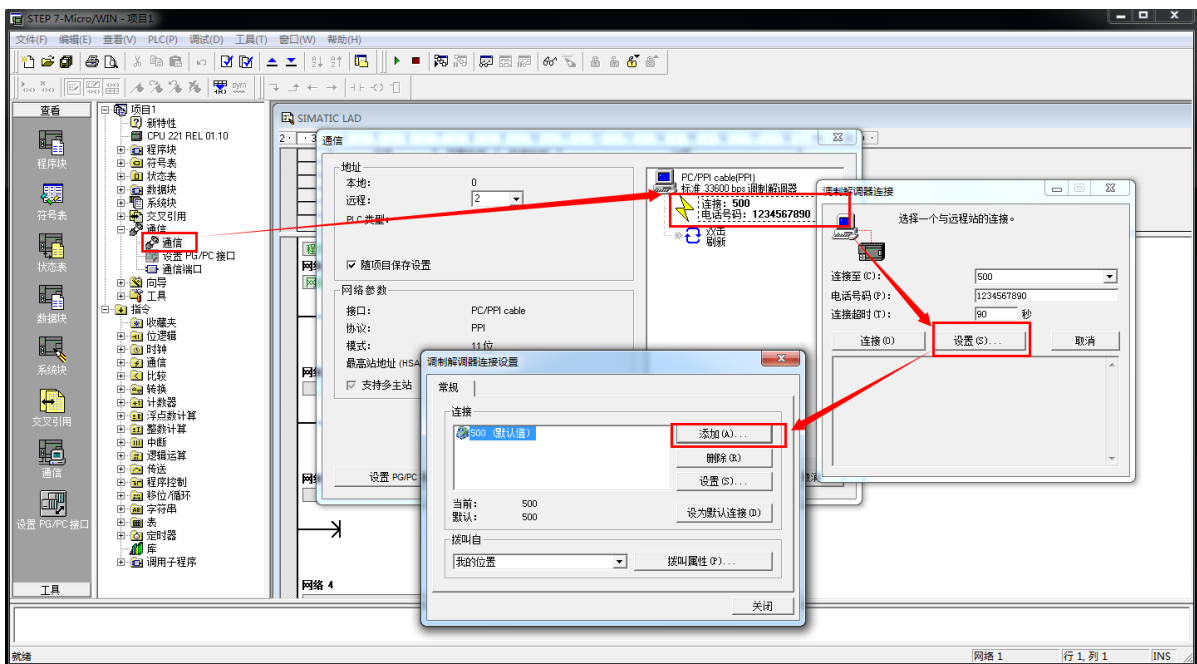 STEP 7-Micro/WIN - 项目1
文件(F) 编辑(E) 查看(V) PLC(P) 调试(D) 工具(T) 窗口(W) 帮助(H)
查看
程序块
符号表
状态表
数据块
系统块
交叉引用
通信
设置 PG/PC 接口
工具
项目1
新特性
CPU 221 REL 01.10
程序块
符号表
状态表
数据块
系统块
交叉引用
通信
通信
设置 PG/PC 接口
通信端口
向导
工具
指令
收藏夹
位逻辑
时钟
通信
比较
转换
计数器
浮点数计算
整数计算
中断
逻辑运算
传送
程序控制
移位/循环
字符串
表
定时器
库
调用子程序
SIMATIC LAD
网络 4
通信
地址
本地: 0
远程: 2
PLC 类型:
随项目保存设置
网络参数
接口: PC/PPI cable
协议: PPI
模式: 11 位
最高站地址 (HSA
支持多主站
设置 PG/PC
PC/PPI cable(PPI)
标准 33600 bps 调制解调器
连接: 500
电话号码: 1234567890
双击
刷新
调制解调器连接
选择一个与远程站的连接。
连接至(C): 500
电话号码(P): 1234567890
连接超时(T): 90 秒
连接(O) 设置(S)... 取消
调制解调器连接设置
常规
连接
500 (默认值)
添加(A)...
删除(R)
设置(S)...
当前: 500
默认: 500
设为默认连接(D)
拨叫自
我的位置
拨叫属性(P)...
关闭
就绪
网络 1
行 1, 列 1
INS